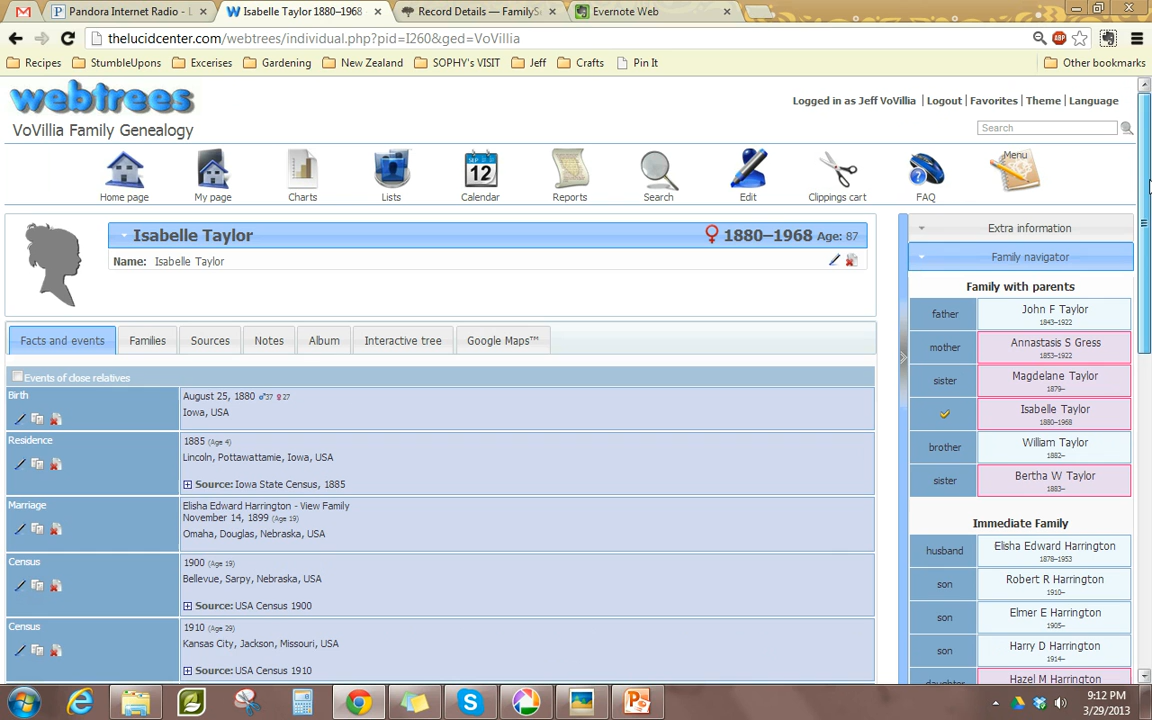 Pandora Internet Radio - L
Isabelle Taylor 1880–1968
Record Details — FamilySe
Evernote Web
thelucidcenter.com/webtrees/individual.php?pid=I260&ged=VoVillia
ABP
Recipes StumbleUpons Excerises Gardening New Zealand SOPHY's VISIT Jeff Crafts Pin It Other bookmarks
webtrees
Logged in as Jeff VoVillia | Logout | Favorites | Theme | Language
VoVillia Family Genealogy
Search
SEP 12
Menu
Home page My page Charts Lists Calendar Reports Search Edit Clippings cart FAQ
Isabelle Taylor 1880–1968 Age: 87
Name: Isabelle Taylor
Facts and events Families Sources Notes Album Interactive tree Google Maps™
Events of close relatives
Birth
August 25, 1880 ♂37 ♀27
Iowa, USA
Residence
1885 (Age 4)
Lincoln, Pottawattamie, Iowa, USA
Source: Iowa State Census, 1885
Marriage
Elisha Edward Harrington - View Family
November 14, 1899 (Age 19)
Omaha, Douglas, Nebraska, USA
Census
1900 (Age 19)
Bellevue, Sarpy, Nebraska, USA
Source: USA Census 1900
Census
1910 (Age 29)
Kansas City, Jackson, Missouri, USA
Source: USA Census 1910
Extra information
Family navigator
Family with parents
father John F Taylor
1843–1922
mother Annastasis S Gress
1853–1922
sister Magdelane Taylor
1879–
Isabelle Taylor
1880–1968
brother William Taylor
1882–
sister Bertha W Taylor
1883–
Immediate Family
husband Elisha Edward Harrington
1878–1953
son Robert R Harrington
1910–
son Elmer E Harrington
1905–
son Harry D Harrington
1914–
daughter Hazel M Harrington
9:12 PM
3/29/2013